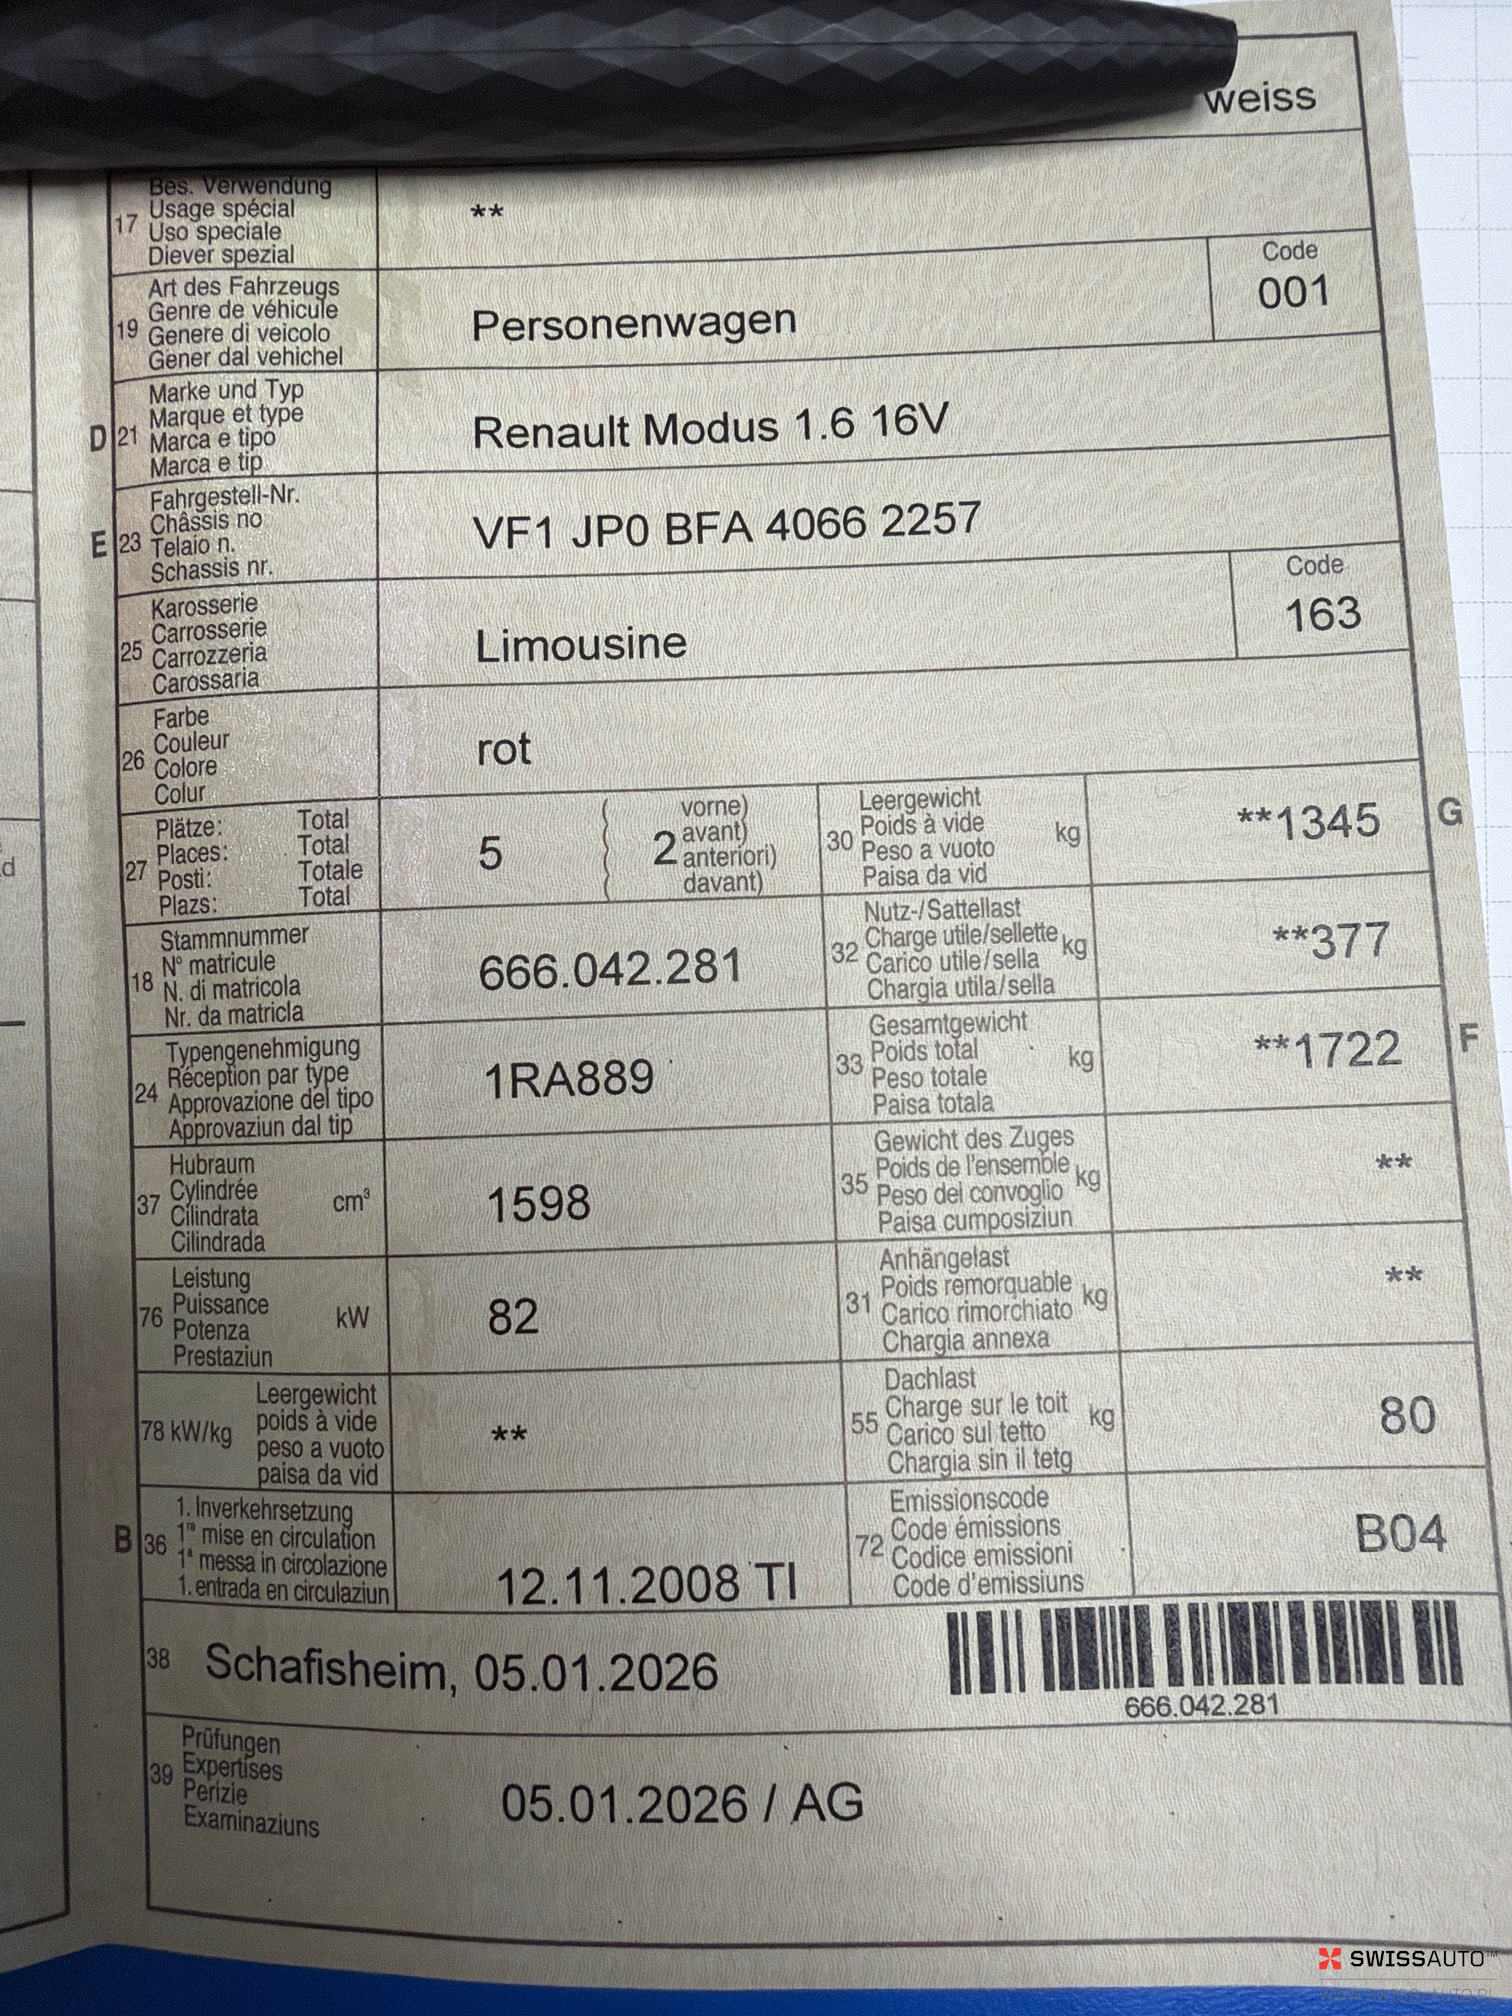 weiss
17
Bes. Verwendung
Usage spécial
Uso speciale
Diever spezial
**
19
Art des Fahrzeugs
Genre de véhicule
Genere di veicolo
Gener dal vehichel
Personenwagen
Code
001
D 21
Marke und Typ
Marque et type
Marca e tipo
Marca e tip
Renault Modus 1.6 16V
E 23
Fahrgestell-Nr.
Châssis no
Telaio n.
Schassis nr.
VF1 JP0 BFA 4066 2257
25
Karosserie
Carrosserie
Carrozzeria
Carossaria
Limousine
Code
163
26
Farbe
Couleur
Colore
Colur
rot
27
Plätze: Total
Places: Total
Posti: Totale
Plazs: Total
5
2
vorne)
avant)
anteriori)
davant)
30
Leergewicht
Poids à vide
Peso a vuoto
Paisa da vid
kg
**1345
G
18
Stammnummer
N° matricule
N. di matricola
Nr. da matricla
666.042.281
32
Nutz-/Sattellast
Charge utile/sellette
Carico utile/sella
Chargia utila/sella
kg
**377
24
Typengenehmigung
Réception par type
Approvazione del tipo
Approvaziun dal tip
1RA889
33
Gesamtgewicht
Poids total
Peso totale
Paisa totala
kg
**1722
F
37
Hubraum
Cylindrée
Cilindrata
Cilindrada
cm³
1598
35
Gewicht des Zuges
Poids de l'ensemble
Peso del convoglio
Paisa cumposiziun
kg
**
76
Leistung
Puissance
Potenza
Prestaziun
kW
82
31
Anhängelast
Poids remorquable
Carico rimorchiato
Chargia annexa
kg
**
78 kW/kg
Leergewicht
poids à vide
peso a vuoto
paisa da vid
**
55
Dachlast
Charge sur le toit
Carico sul tetto
Chargia sin il tetg
kg
80
B 36
1. Inverkehrsetzung
1re mise en circulation
1a messa in circolazione
1. entrada en circulaziun
12.11.2008 TI
72
Emissionscode
Code émissions
Codice emissioni
Code d'emissiuns
B04
38
Schafisheim, 05.01.2026
666.042.281
39
Prüfungen
Expertises
Perizie
Examinaziuns
05.01.2026 / AG
d
SWISSAUTO™
WWW.SWISS-AUTO.PL